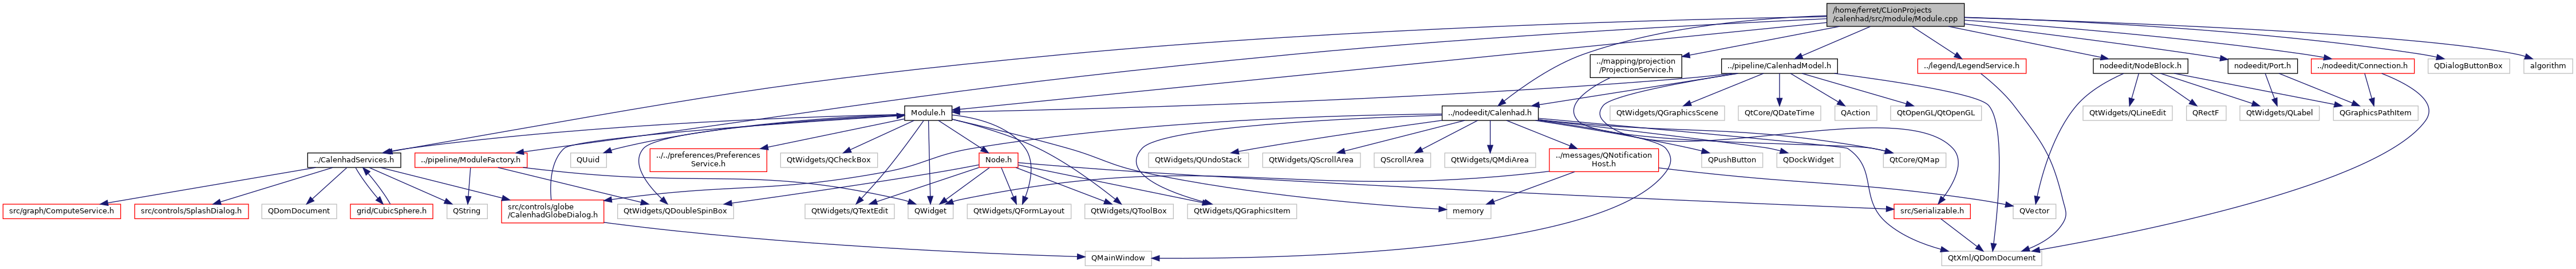 /home/ferret/CLionProjects
/calenhad/src/module/Module.cpp
../mapping/projection
/ProjectionService.h
../pipeline/CalenhadModel.h
../legend/LegendService.h
nodeedit/NodeBlock.h
nodeedit/Port.h
../nodeedit/Connection.h
QDialogButtonBox
algorithm
Module.h
../nodeedit/Calenhad.h
QtWidgets/QGraphicsScene
QtCore/QDateTime
QAction
QtOpenGL/QtOpenGL
QtWidgets/QLineEdit
QRectF
QtWidgets/QLabel
QGraphicsPathItem
../CalenhadServices.h
../pipeline/ModuleFactory.h
QUuid
../../preferences/Preferences
Service.h
QtWidgets/QCheckBox
Node.h
QtWidgets/QUndoStack
QtWidgets/QScrollArea
QScrollArea
QtWidgets/QMdiArea
../messages/QNotification
Host.h
QPushButton
QDockWidget
QtCore/QMap
src/graph/ComputeService.h
src/controls/SplashDialog.h
QDomDocument
grid/CubicSphere.h
QString
src/controls/globe
/CalenhadGlobeDialog.h
QtWidgets/QDoubleSpinBox
QtWidgets/QTextEdit
QWidget
QtWidgets/QFormLayout
QtWidgets/QToolBox
QtWidgets/QGraphicsItem
memory
src/Serializable.h
QVector
QMainWindow
QtXml/QDomDocument